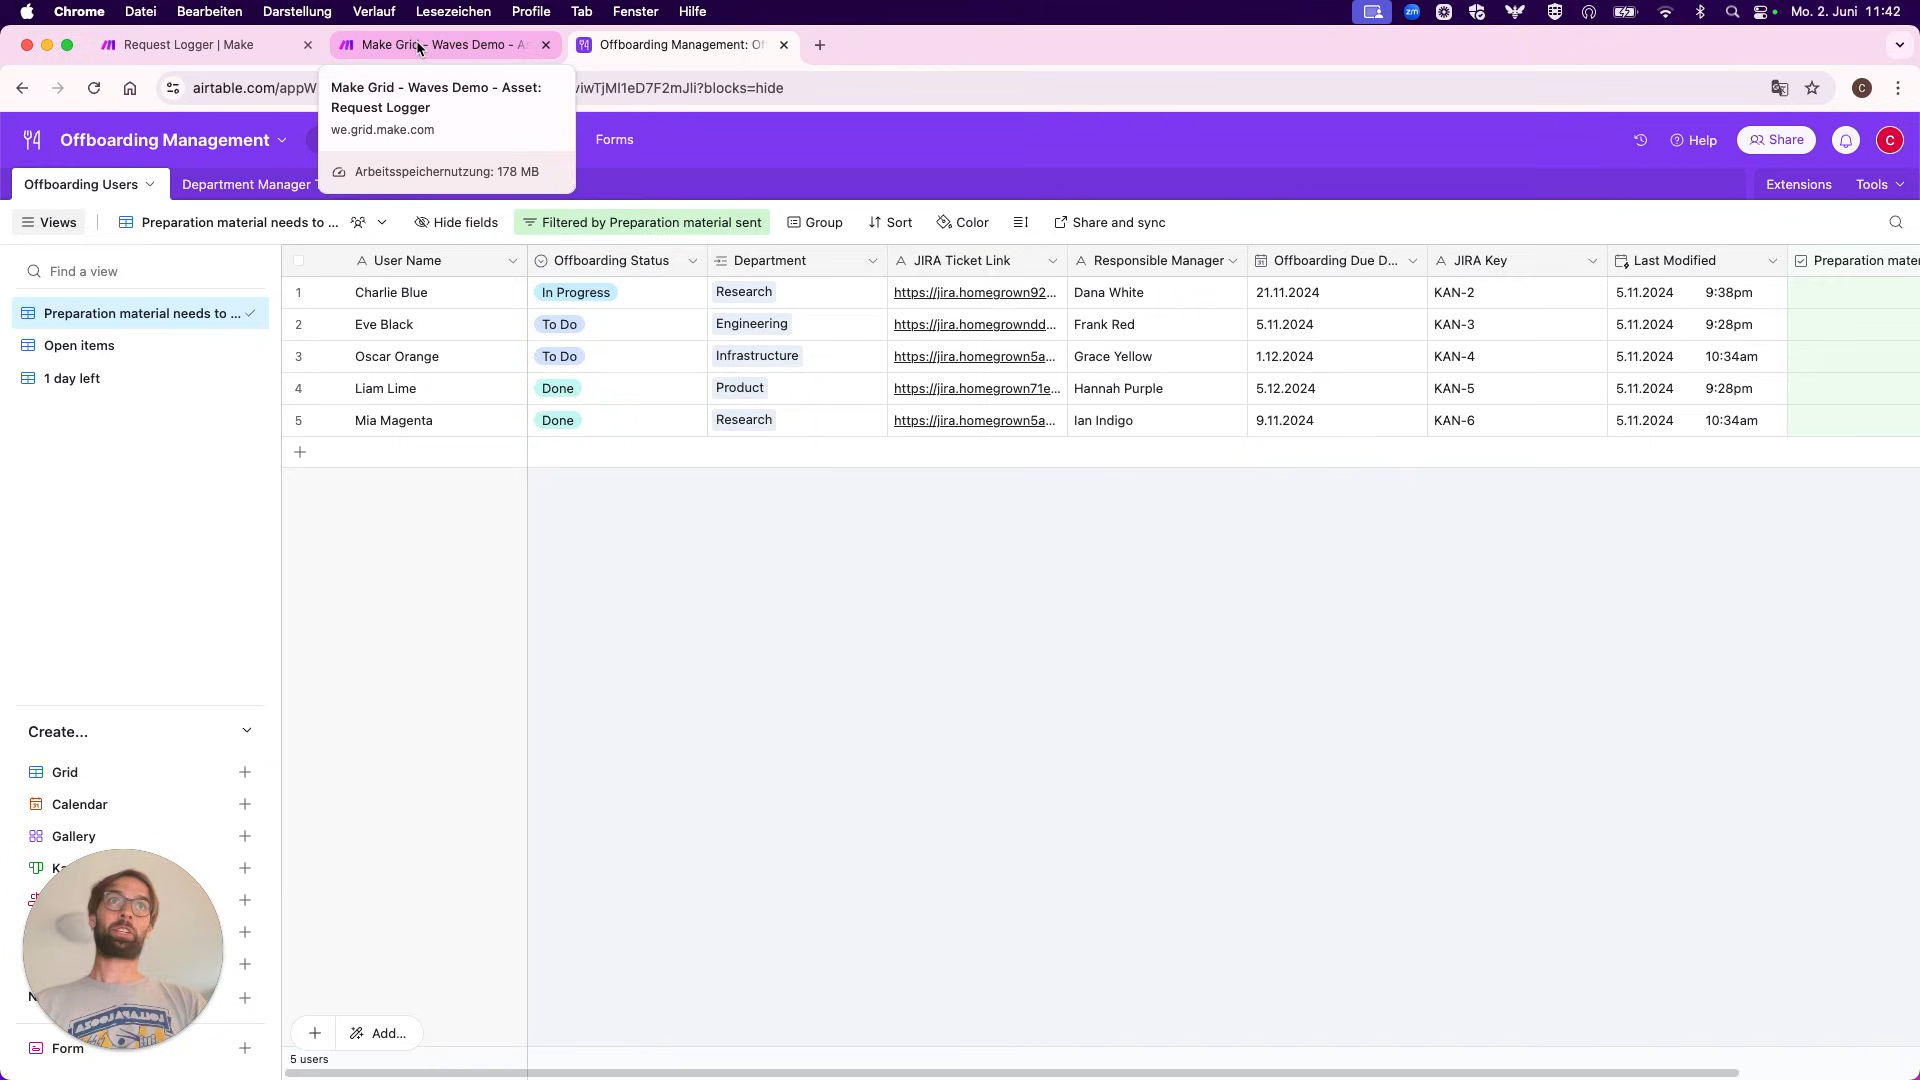 Chrome Datei Bearbeiten Darstellung Verlauf Lesezeichen Profile Tab Fenster Hilfe
zm
Mo. 2. Juni 11:42
Request Logger | Make
Make Grid - Waves Demo - As
Offboarding Management: Of
airtable.com/appW
viwTjMl1eD7F2mJli?blocks=hide
C
Make Grid - Waves Demo - Asset:
Request Logger
we.grid.make.com
Arbeitsspeichernutzung: 178 MB
Offboarding Management
Forms
Help
Share
C
Offboarding Users
Department Manager
Extensions
Tools
Views
Preparation material needs to ...
Hide fields
Filtered by Preparation material sent
Group
Sort
Color
Share and sync
Find a view
Preparation material needs to ...
Open items
1 day left
User Name Offboarding Status Department JIRA Ticket Link Responsible Manager Offboarding Due D... JIRA Key Last Modified Preparation mate
1 Charlie Blue In Progress Research https://jira.homegrown92... Dana White 21.11.2024 KAN-2 5.11.2024 9:38pm
2 Eve Black To Do Engineering https://jira.homegrowndd... Frank Red 5.11.2024 KAN-3 5.11.2024 9:28pm
3 Oscar Orange To Do Infrastructure https://jira.homegrown5a... Grace Yellow 1.12.2024 KAN-4 5.11.2024 10:34am
4 Liam Lime Done Product https://jira.homegrown71e... Hannah Purple 5.12.2024 KAN-5 5.11.2024 9:28pm
5 Mia Magenta Done Research https://jira.homegrown5a... Ian Indigo 9.11.2024 KAN-6 5.11.2024 10:34am
Create...
Grid
Calendar
Gallery
Form
Add...
5 users